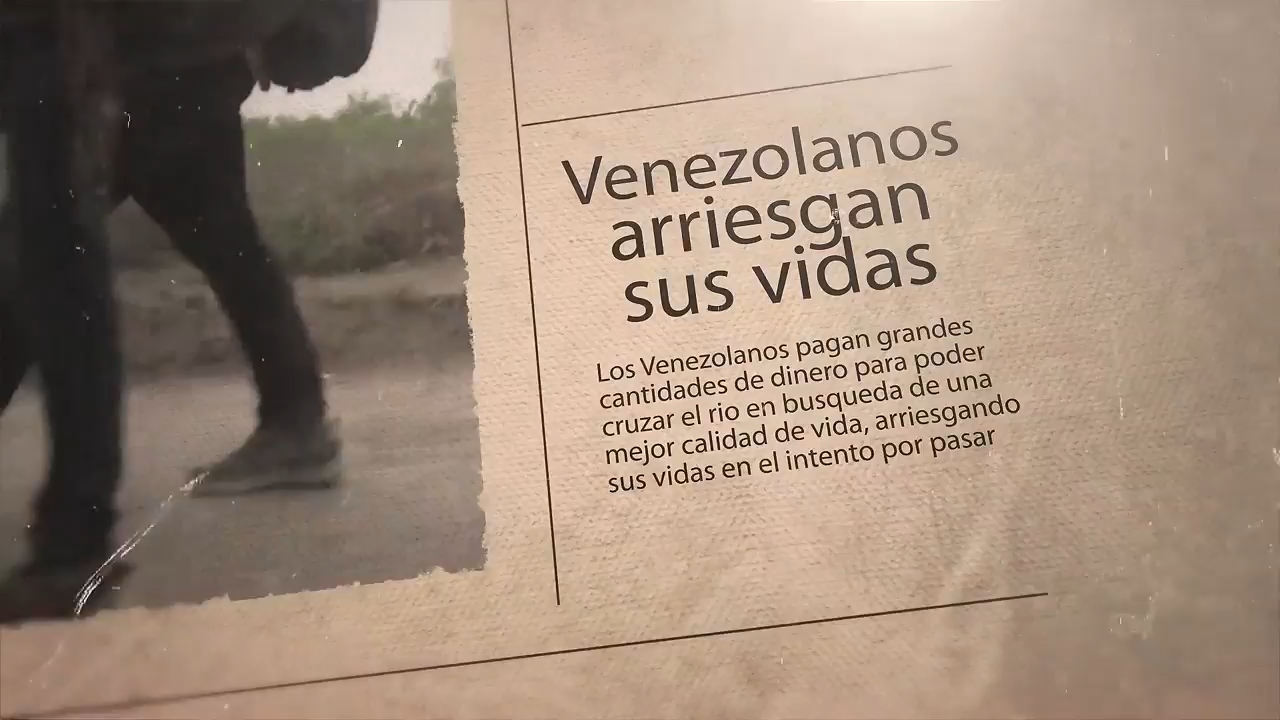 Venezolanos
arriesgan
sus vidas
Los Venezolanos pagan grandes
cantidades de dinero para poder
cruzar el rio en busqueda de una
mejor calidad de vida, arriesgando
sus vidas en el intento por pasar